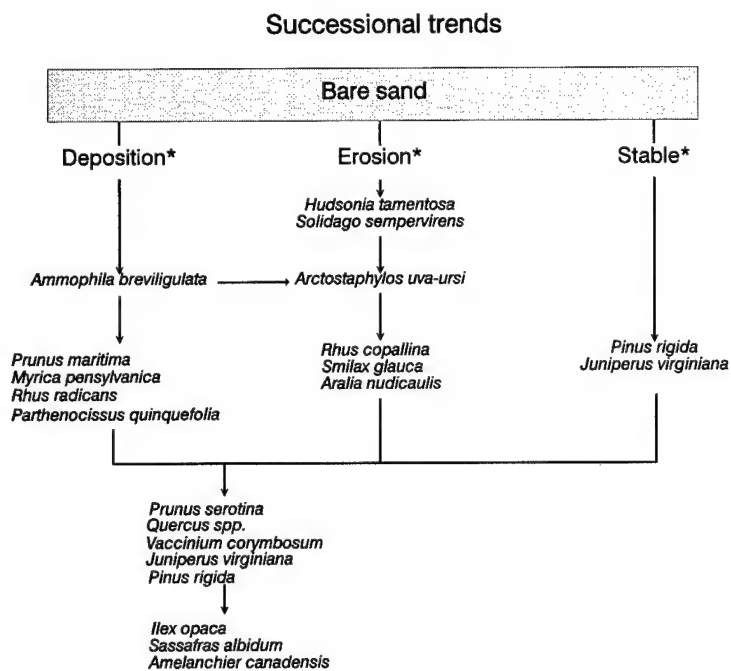 Successional trends
Bare sand
Deposition*
Erosion*
Stable*
Hudsonia tamentosa
Solidago sempervirens
Ammophila breviligulata
Arctostaphylos uva-ursi
Prunus maritima
Myrica pensylvanica
Rhus radicans
Parthenocissus quinquefolia
Rhus copallina
Smilax glauca
Aralia nudicaulis
Pinus rigida
Juniperus virginiana
Prunus serotina
Quercus spp.
Vaccinium corymbosum
Juniperus virginiana
Pinus rigida
Ilex opaca
Sassafras albidum
Amelanchier canadensis